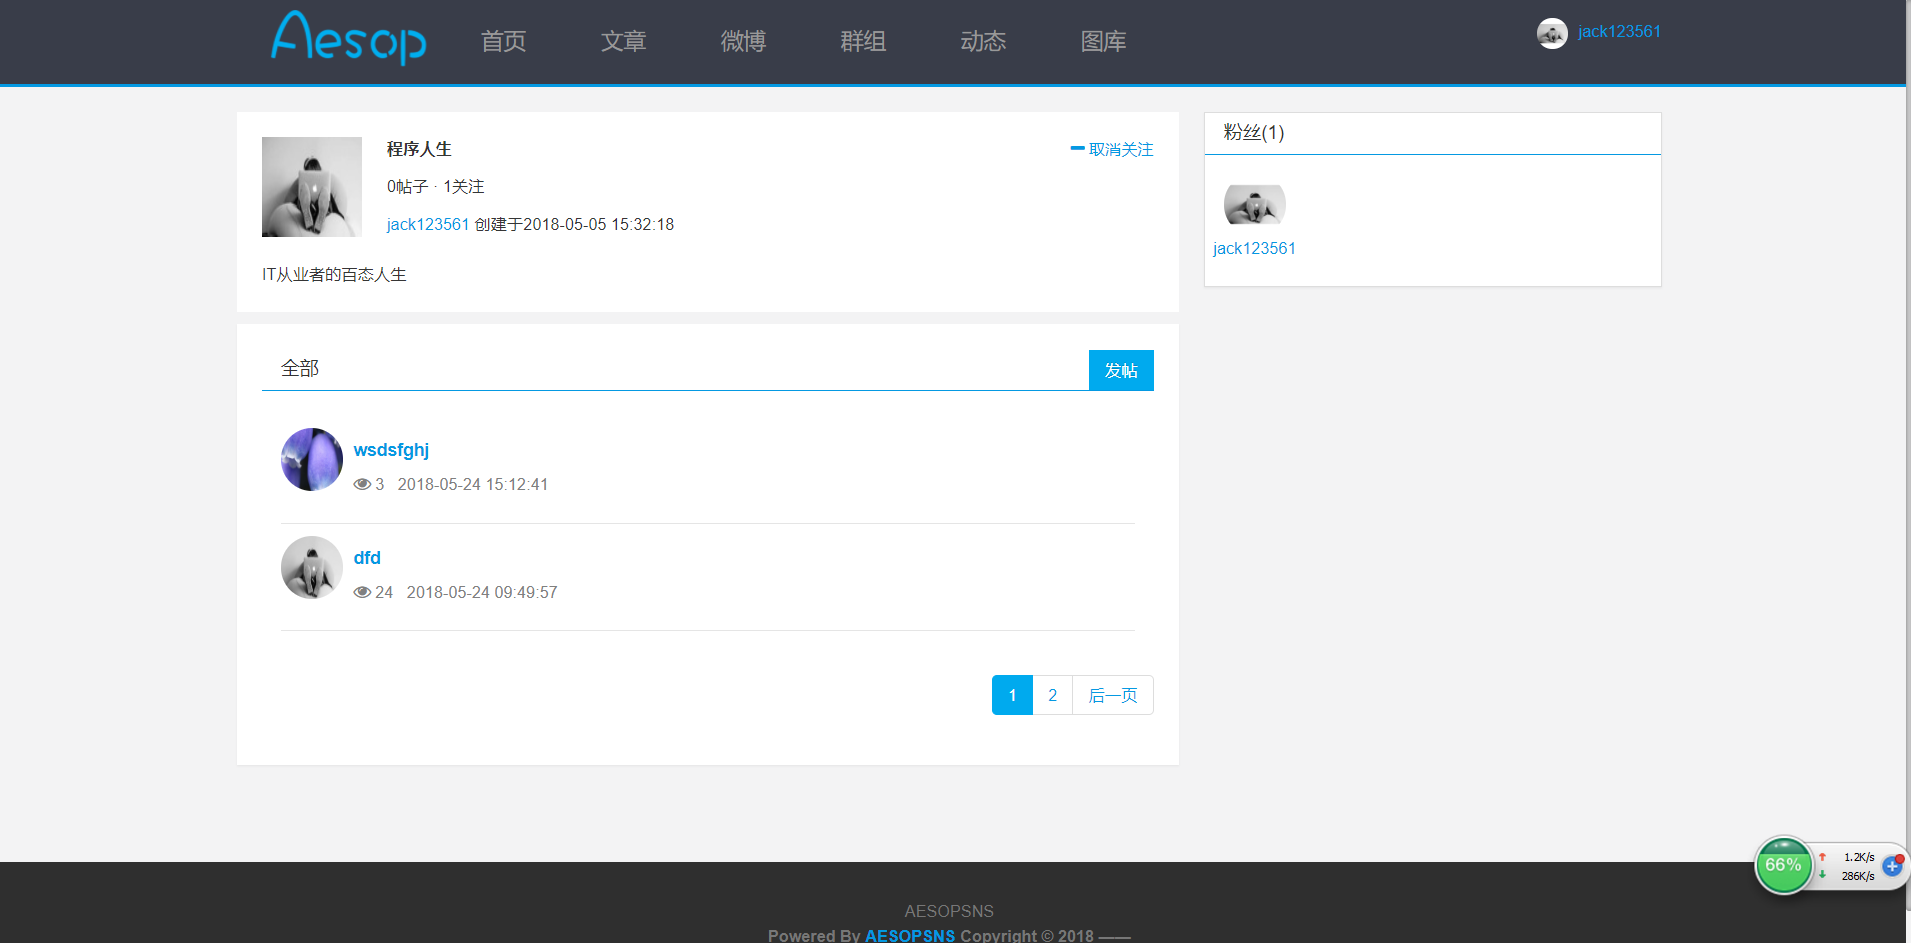 Aesop 首页 文章 微博 群组 动态 图库 jack123561
程序人生 取消关注
0帖子 · 1关注
jack123561 创建于2018-05-05 15:32:18
IT从业者的百态人生
粉丝(1)
jack123561
全部 发帖
wsdsfghj
3 2018-05-24 15:12:41
dfd
24 2018-05-24 09:49:57
1 2 后一页
66% 1.2K/s
286K/s
AESOPSNS
Powered By AESOPSNS Copyright © 2018 ——